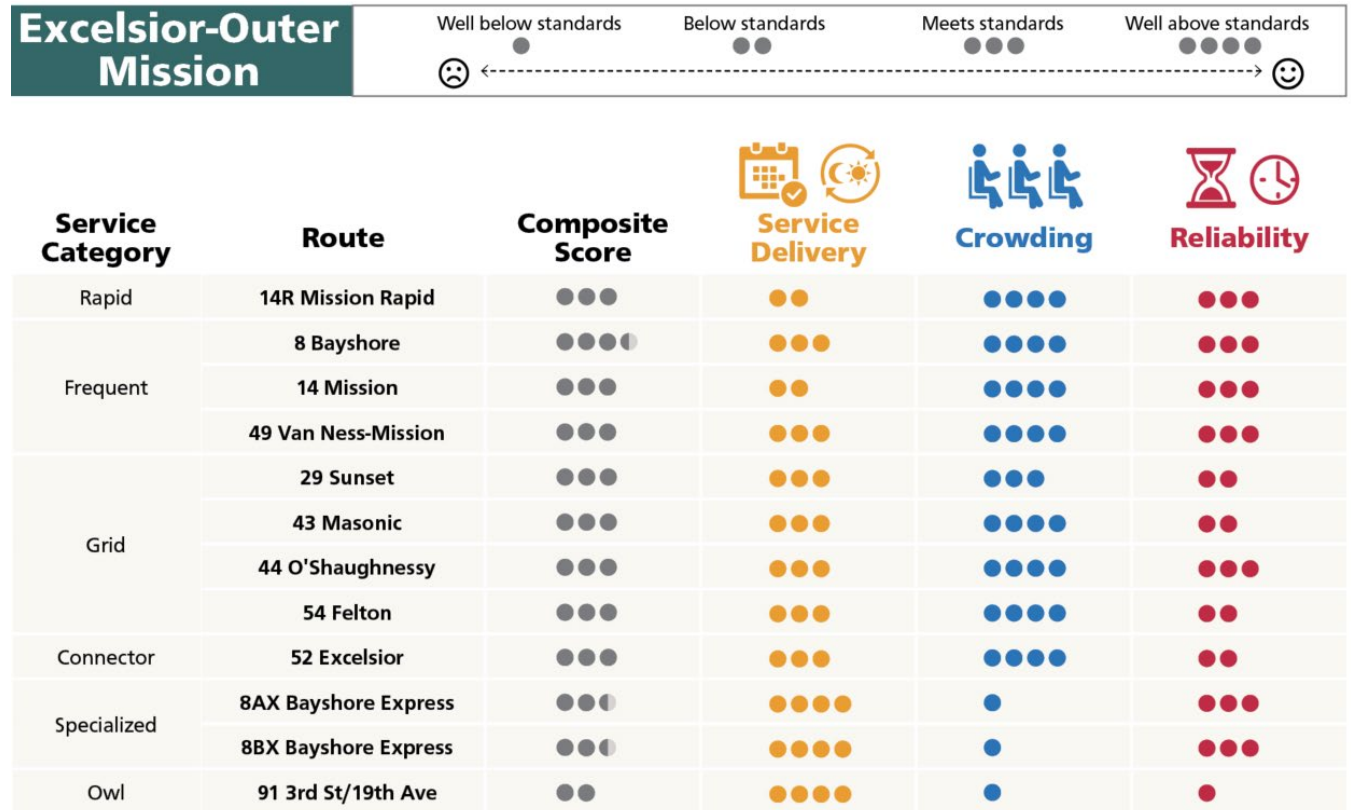 Excelsior-Outer
Mission
Well below standards
Below standards
Meets standards
Well above standards
Service
Category
Route
Composite
Score
Service
Delivery
Crowding
Reliability
Rapid
14R Mission Rapid
Frequent
8 Bayshore
14 Mission
49 Van Ness-Mission
Grid
29 Sunset
43 Masonic
44 O'Shaughnessy
54 Felton
Connector
52 Excelsior
Specialized
8AX Bayshore Express
8BX Bayshore Express
Owl
91 3rd St/19th Ave